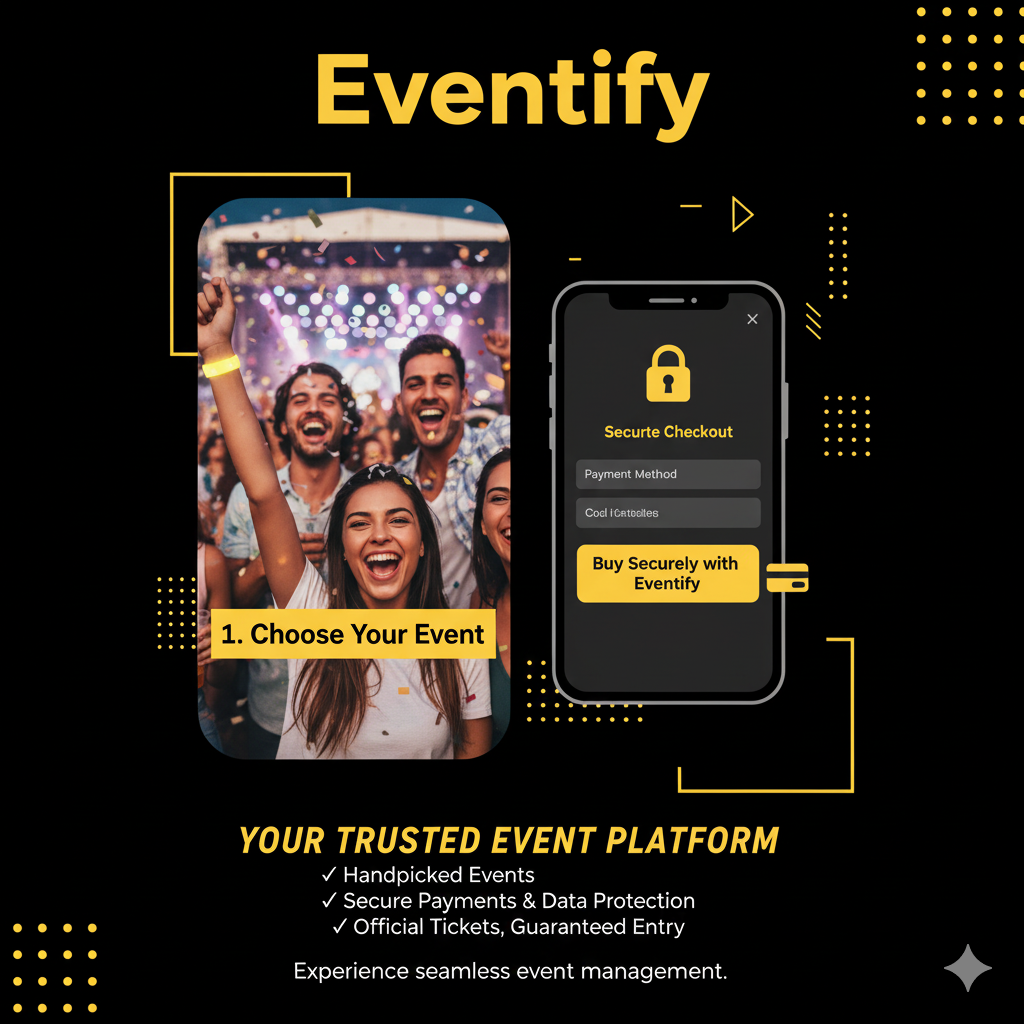 Eventify
1. Choose Your Event
Securte Checkout
Payment Method
Buy Securely with
Eventify
YOUR TRUSTED EVENT PLATFORM
✓ Handpicked Events
✓ Secure Payments & Data Protection
✓ Official Tickets, Guaranteed Entry
Experience seamless event management.